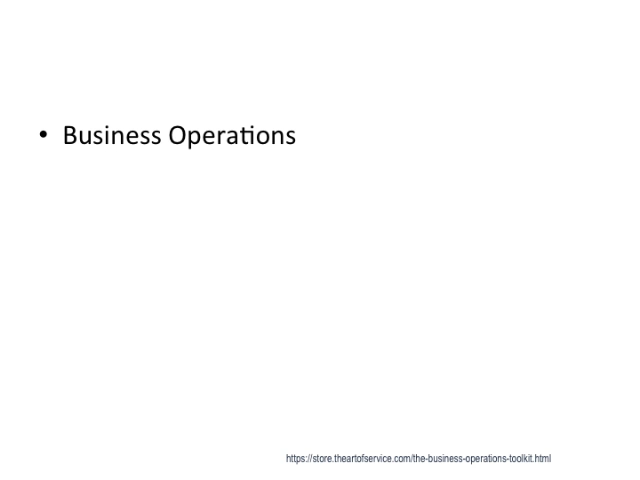 • Business Operations
https://store.theartofservice.com/the-business-operations-toolkit.html